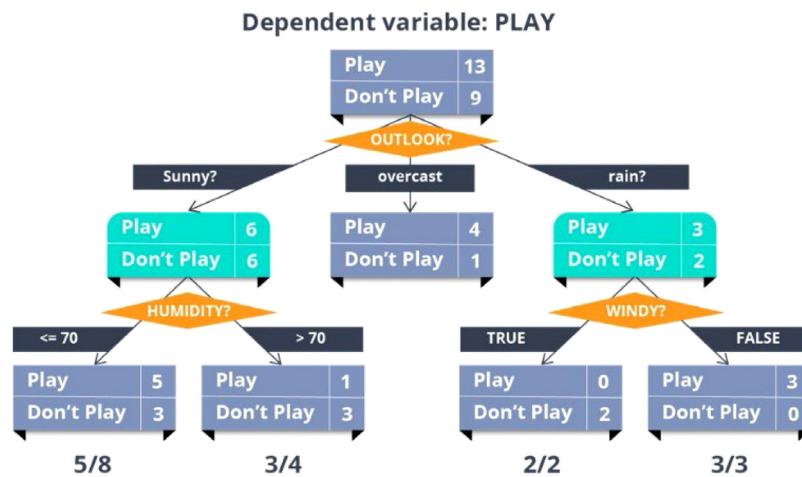 Dependent variable: PLAY
Play 13
Don't Play 9
OUTLOOK?
Sunny? overcast rain?
Play 6 Play 4 Play 3
Don't Play 6 Don't Play 1 Don't Play 2
HUMIDITY? WINDY?
<= 70 > 70 TRUE FALSE
Play 5 Play 1 Play 0 Play 3
Don't Play 3 Don't Play 3 Don't Play 2 Don't Play 0
5/8 3/4 2/2 3/3